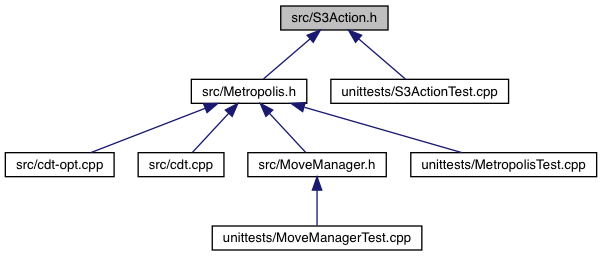 src/S3Action.h
src/Metropolis.h
unittests/S3ActionTest.cpp
src/cdt-opt.cpp
src/cdt.cpp
src/MoveManager.h
unittests/MetropolisTest.cpp
unittests/MoveManagerTest.cpp